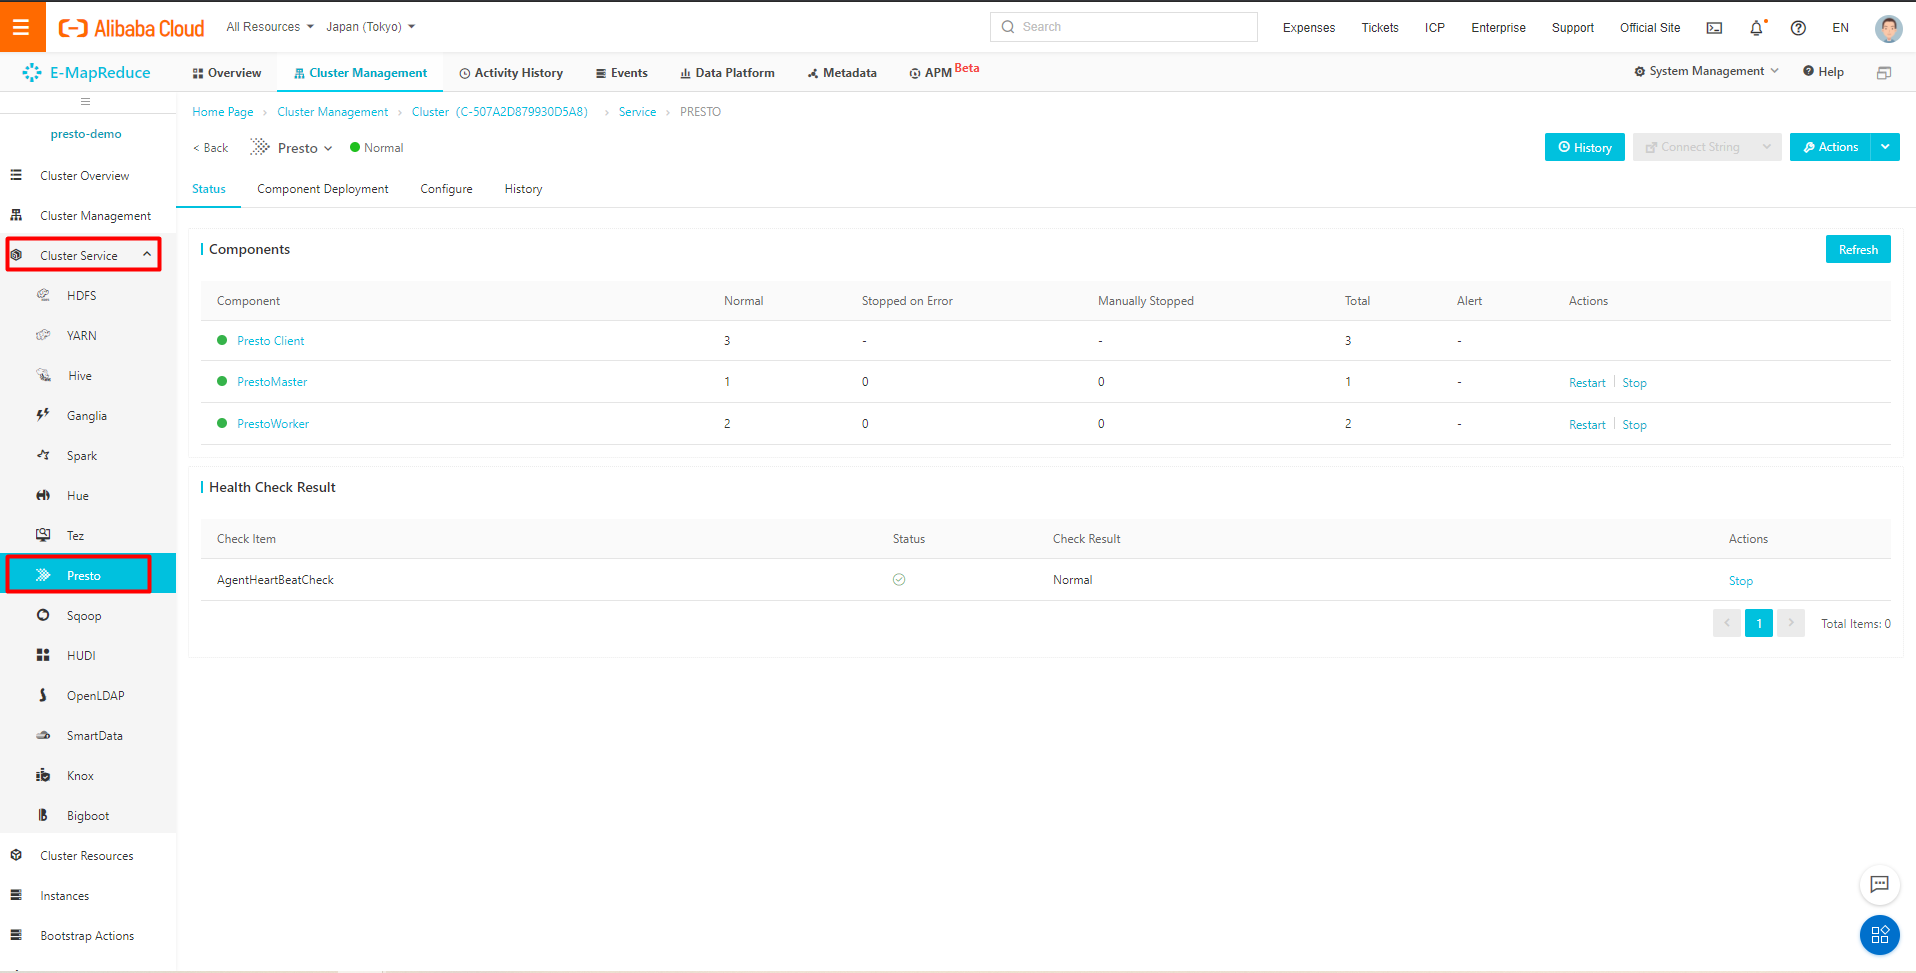 Alibaba Cloud All Resources Japan (Tokyo) Search Expenses Tickets ICP Enterprise Support Official Site EN
E-MapReduce Overview Cluster Management Activity History Events Data Platform Metadata APM Beta System Management Help
Home Page > Cluster Management > Cluster (C-507A2D879930D5A8) > Service > PRESTO
presto-demo
< Back Presto Normal History Connect String Actions
Status Component Deployment Configure History
Cluster Overview
Cluster Management
Cluster Service
HDFS
YARN
Hive
Ganglia
Spark
Hue
Tez
Presto
Sqoop
HUDI
OpenLDAP
SmartData
Knox
Bigboot
Cluster Resources
Instances
Bootstrap Actions
Components Refresh
Component Normal Stopped on Error Manually Stopped Total Alert Actions
Presto Client 3 - - 3 -
PrestoMaster 1 0 0 1 - Restart Stop
PrestoWorker 2 0 0 2 - Restart Stop
Health Check Result
Check Item Status Check Result Actions
AgentHeartBeatCheck Normal Stop
< 1 > Total Items: 0